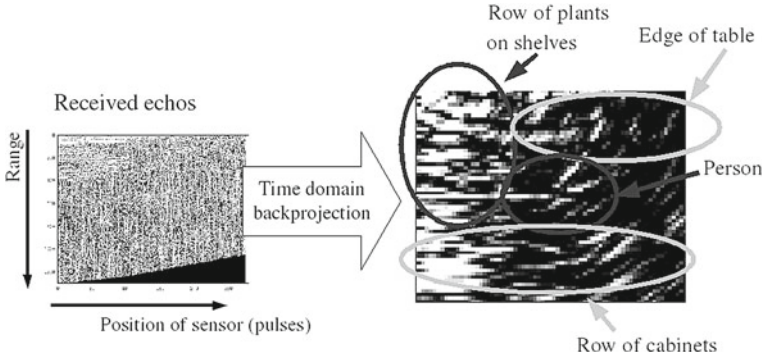 Row of plants
on shelves
Edge of table
Received echos
Range
Time domain
backprojection
Person
Position of sensor (pulses)
Row of cabinets